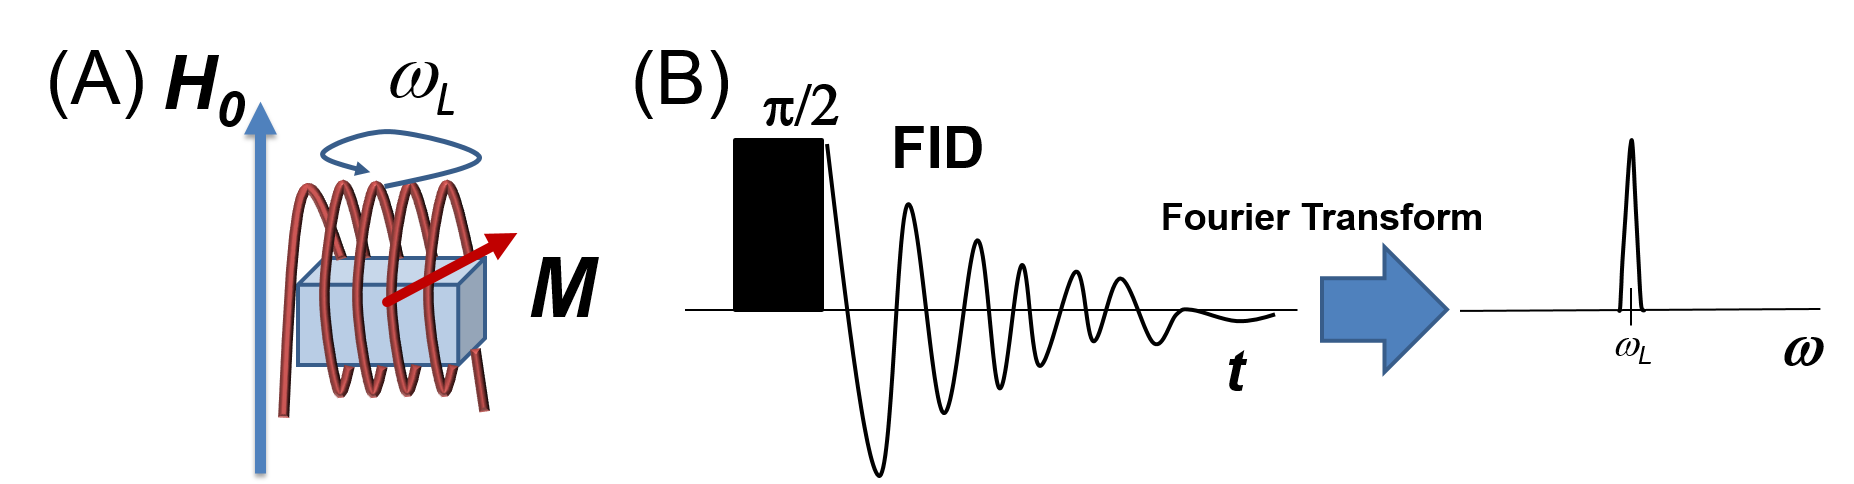 (A) H0
ωL
M
(B)
π/2
FID
t
Fourier Transform
ωL
ω